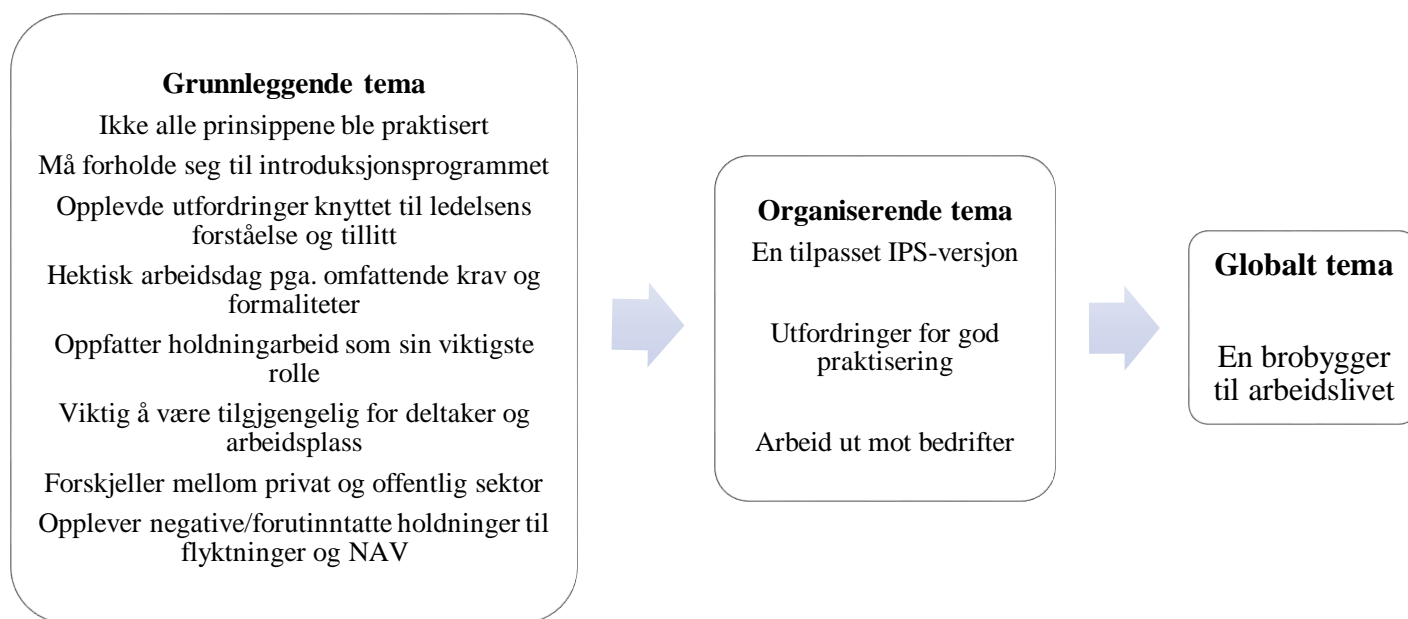 Grunnleggende tema
Ikke alle prinsippene ble praktisert
Må forholde seg til introduksjonsprogrammet
Opplevde utfordringer knyttet til ledelsens
forståelse og tillitt
Hektisk arbeidsdag pga. omfattende krav og
formaliteter
Oppfatter holdningarbeid som sin viktigste
rolle
Viktig å være tilgjgengelig for deltaker og
arbeidsplass
Forskjeller mellom privat og offentlig sektor
Opplever negative/forutinntatte holdninger til
flyktninger og NAV
Organiserende tema
En tilpasset IPS-versjon
Utfordringer for god
praktisering
Arbeid ut mot bedrifter
Globalt tema
En brobygger
til arbeidslivet